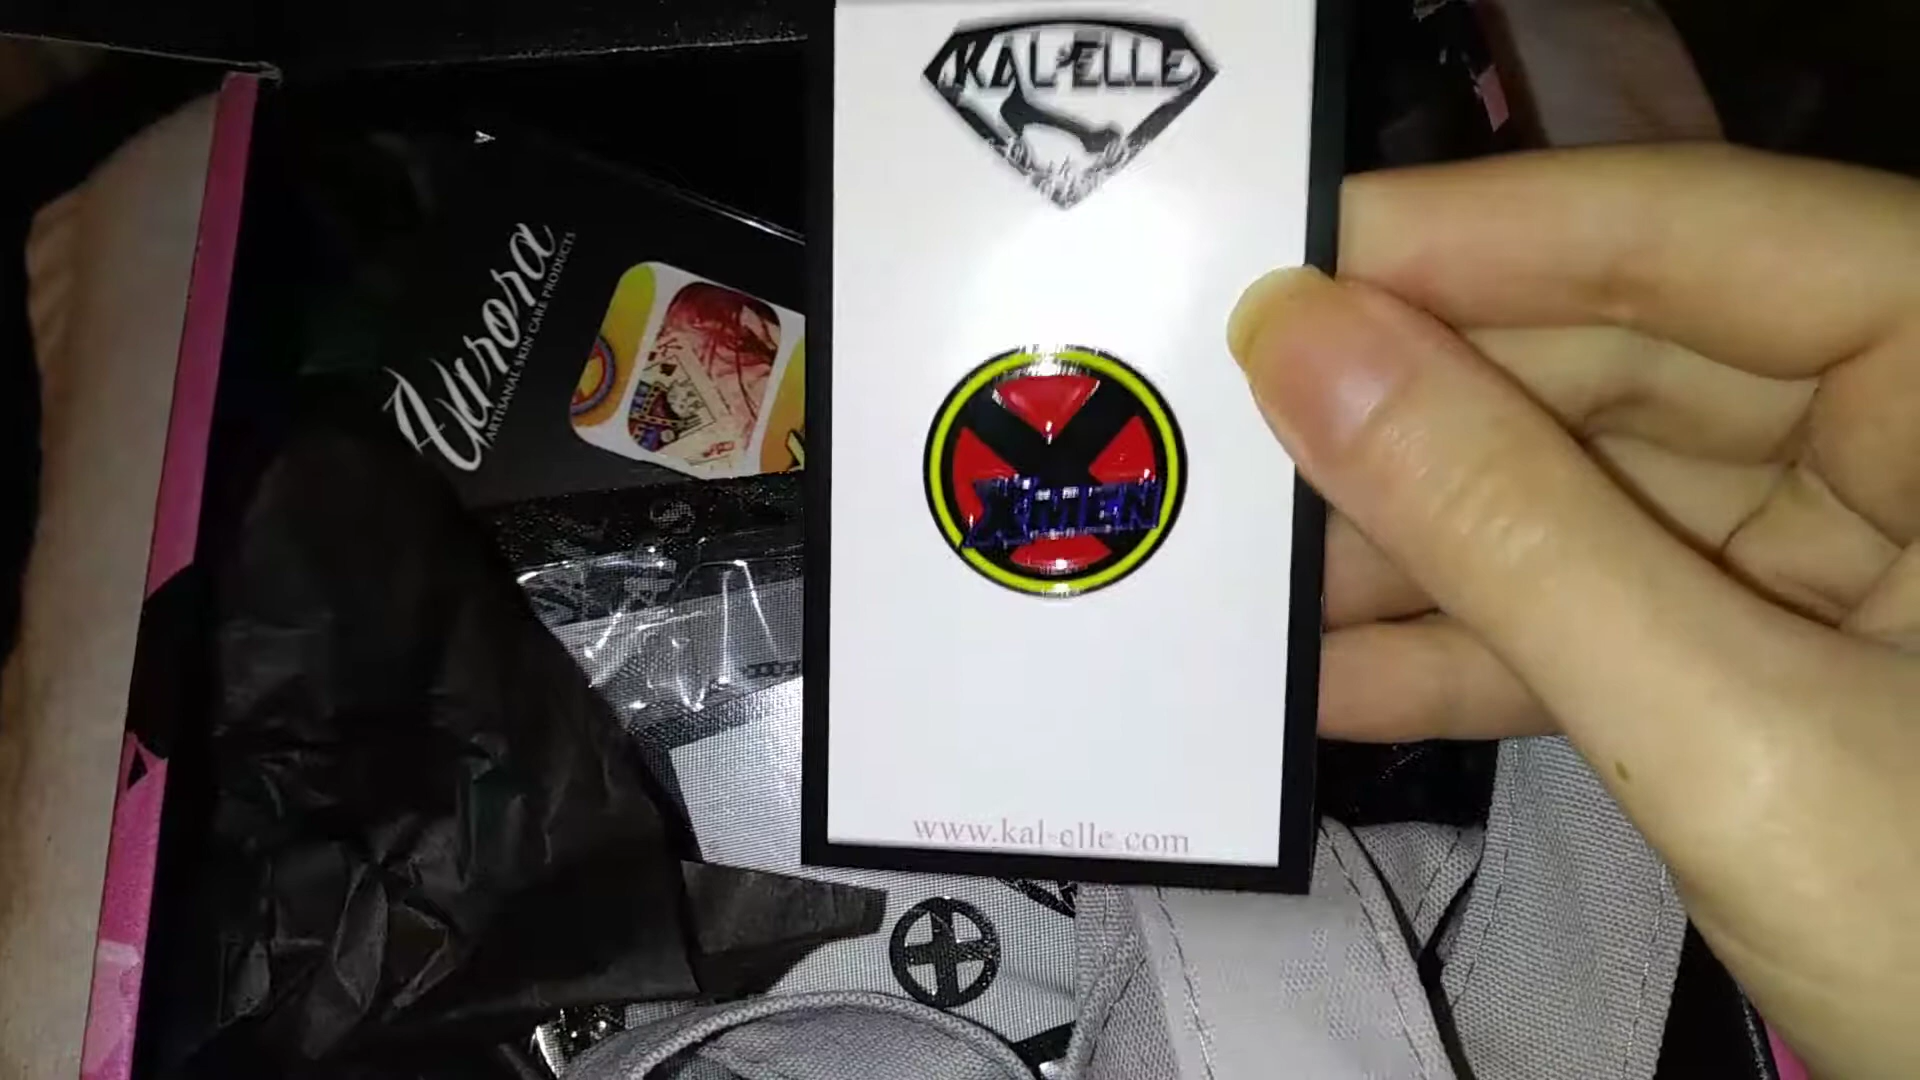 KAL-ELLE
Aurora
ARTISANAL SKIN CARE PRODUCTS
X-MEN
www.kal-elle.com